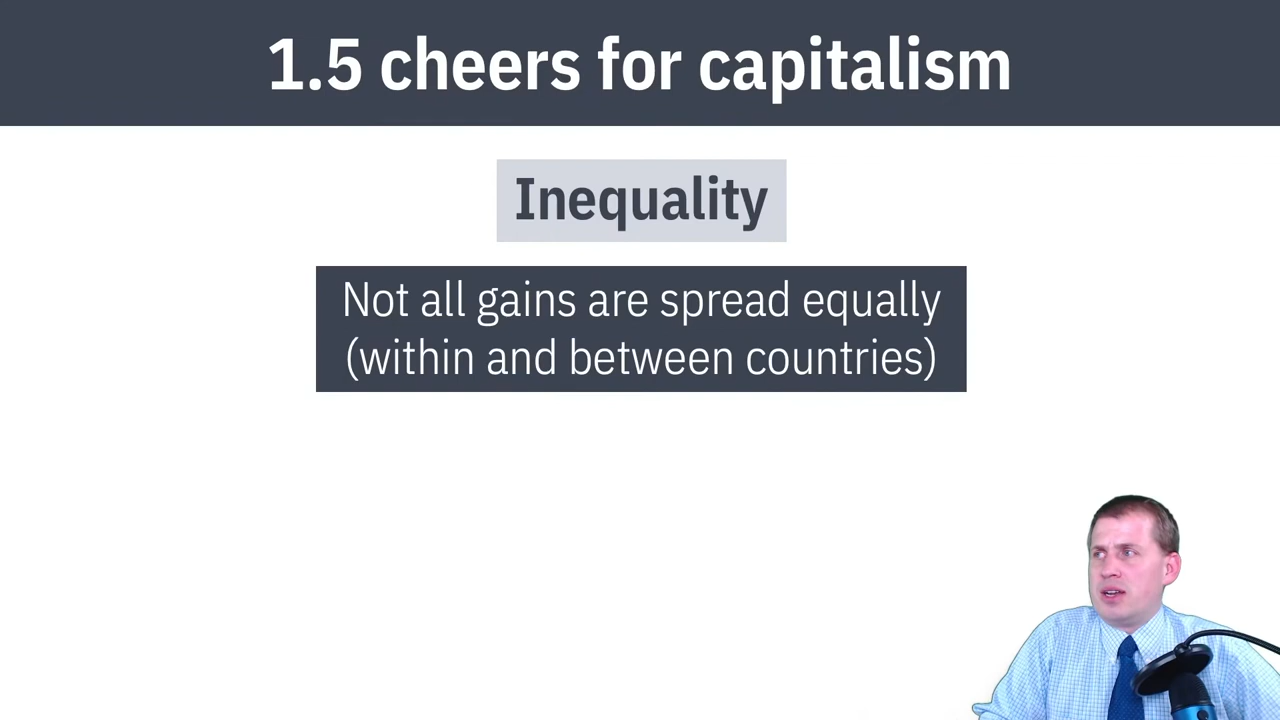 1.5 cheers for capitalism
Inequality
Not all gains are spread equally
(within and between countries)